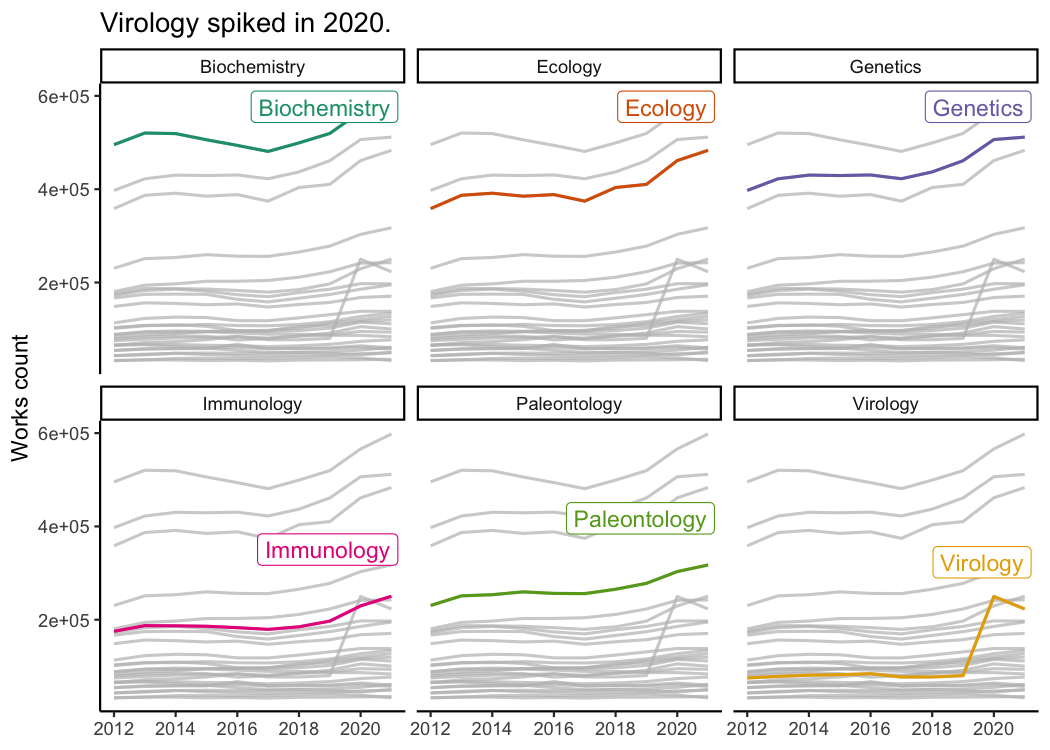 Virology spiked in 2020.
Biochemistry
Ecology
Genetics
6e+05
4e+05
2e+05
Biochemistry
Ecology
Genetics
Works count
Immunology
Paleontology
Virology
6e+05
4e+05
2e+05
Immunology
Paleontology
Virology
2012 2014 2016 2018 2020
2012 2014 2016 2018 2020
2012 2014 2016 2018 2020